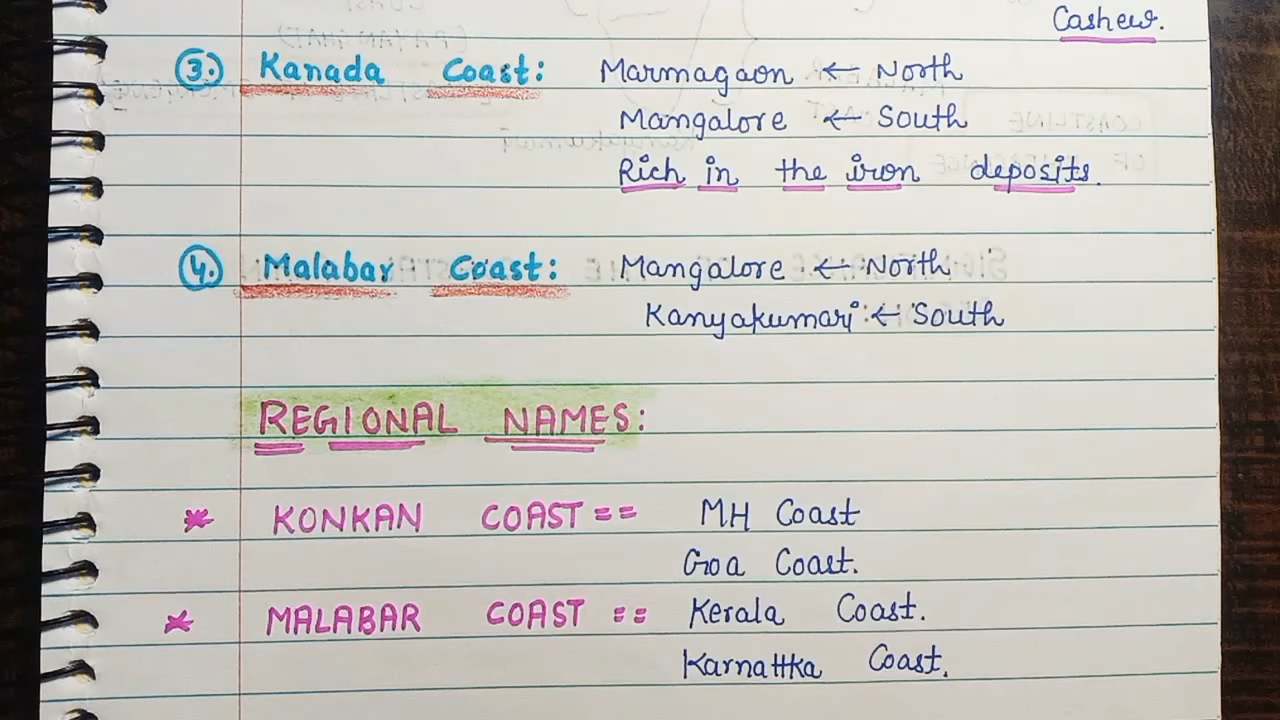 Cashew.
3. Kanada Coast: Marmagaon ← North
Mangalore ← South
Rich in the iron deposits.
4. Malabar Coast: Mangalore ← North
Kanyakumari ← South
REGIONAL NAMES:
* KONKAN COAST == MH Coast
Goa Coast.
* MALABAR COAST == Kerala Coast.
Karnattka Coast.